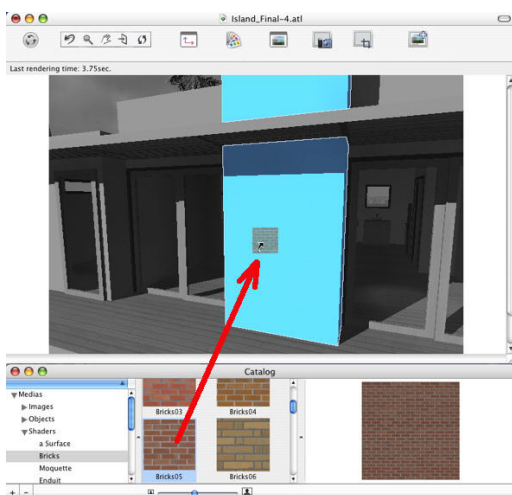 Island_Final-4.atl
Last rendering time: 3.75sec.
Catalog
Medias
Images
Objects
Shaders
a Surface
Bricks
Moquette
Enduit
Bricks03
Bricks04
Bricks05
Bricks06